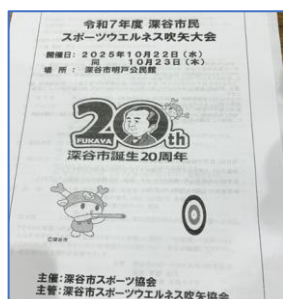 令和7年度 深谷市民
スポーツウエルネス吹矢大会
開催日:2025年10月22日(水)
同 10月23日(木)
場 所: 深谷市明戸公民館
20th
FUKAYA
深谷市誕生20周年
©深谷市
主催:深谷市スポーツ協会
主管:深谷市スポーツウエルネス吹矢協会